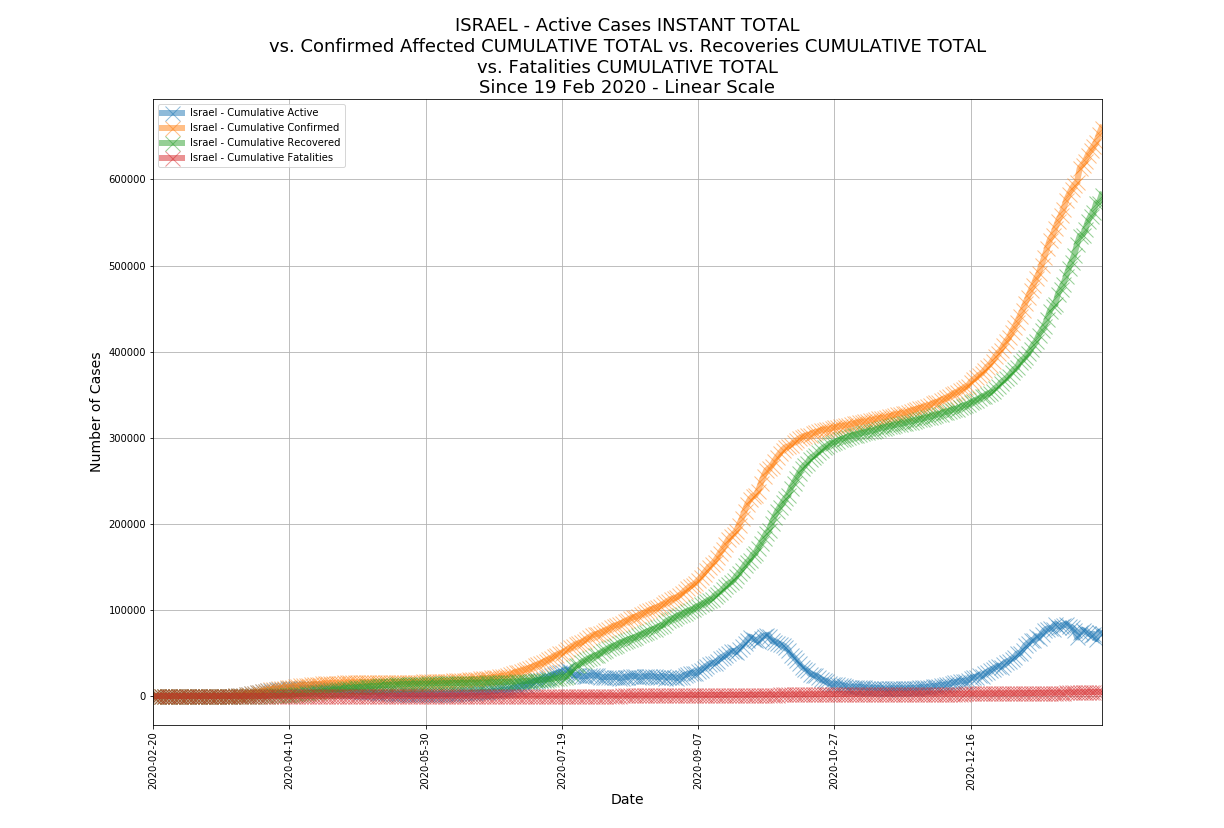 ISRAEL - Active Cases INSTANT TOTAL
vs. Confirmed Affected CUMULATIVE TOTAL vs. Recoveries CUMULATIVE TOTAL
vs. Fatalities CUMULATIVE TOTAL
Since 19 Feb 2020 - Linear Scale
Israel - Cumulative Active
Israel - Cumulative Confirmed
Israel - Cumulative Recovered
Israel - Cumulative Fatalities
Number of Cases
600000
500000
400000
300000
200000
100000
0
2020-02-20
2020-04-10
2020-05-30
2020-07-19
2020-09-07
2020-10-27
2020-12-16
Date